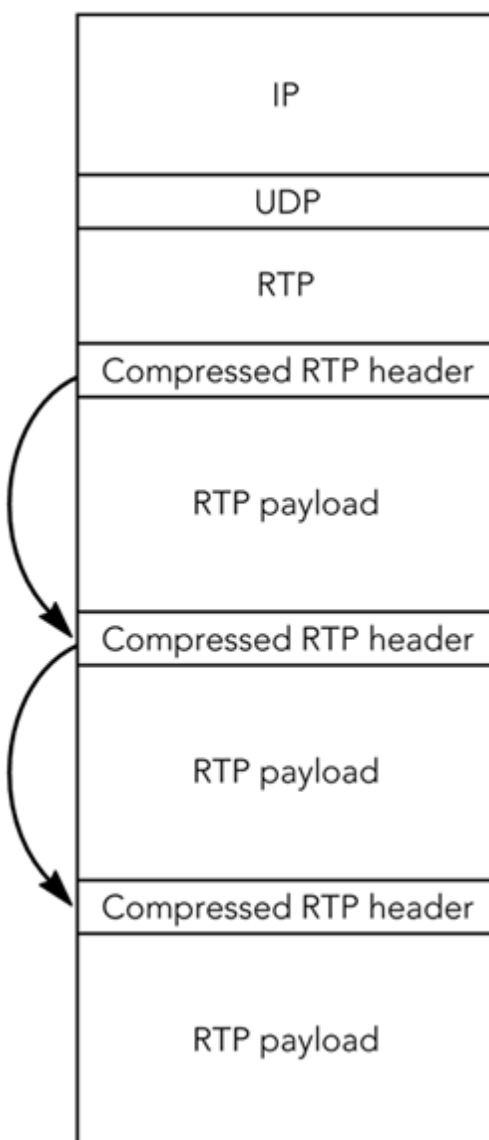 IP
UDP
RTP
Compressed RTP header
RTP payload
Compressed RTP header
RTP payload
Compressed RTP header
RTP payload